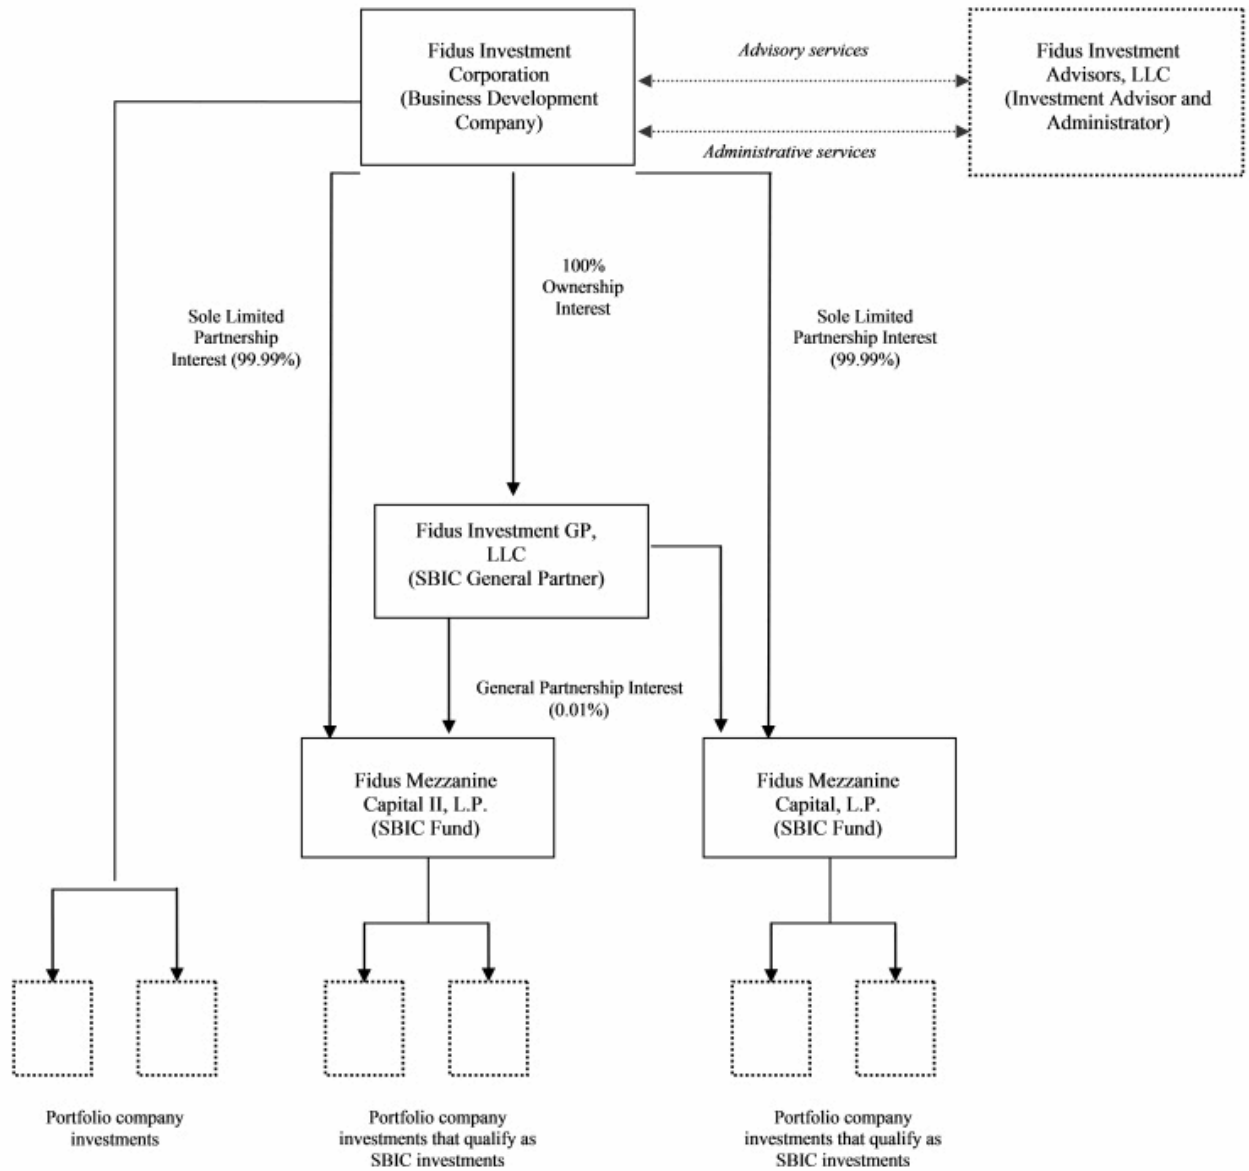 Fidus Investment
Corporation
(Business Development
Company)
Advisory services
Administrative services
Fidus Investment
Advisors, LLC
(Investment Advisor and
Administrator)
Sole Limited
Partnership
Interest (99.99%)
100%
Ownership
Interest
Sole Limited
Partnership Interest
(99.99%)
Fidus Investment GP,
LLC
(SBIC General Partner)
General Partnership Interest
(0.01%)
Fidus Mezzanine
Capital II, L.P.
(SBIC Fund)
Fidus Mezzanine
Capital, L.P.
(SBIC Fund)
Portfolio company
investments
Portfolio company
investments that qualify as
SBIC investments
Portfolio company
investments that qualify as
SBIC investments